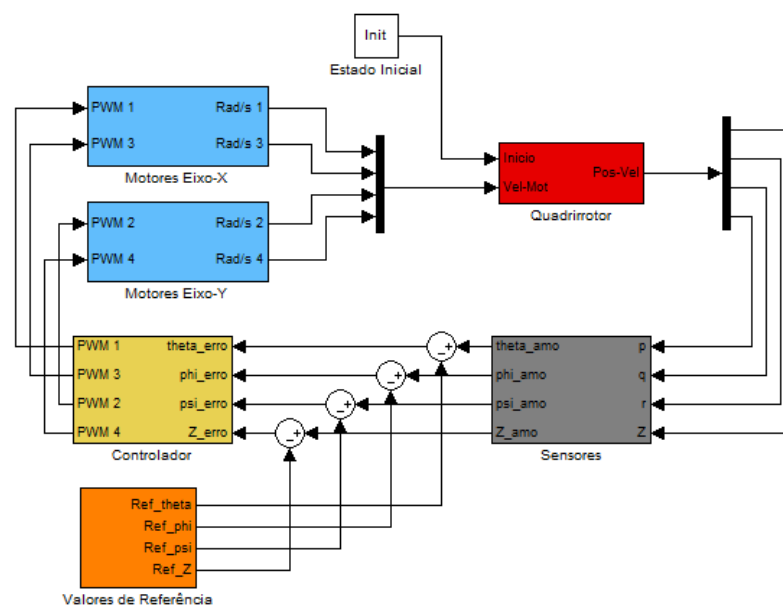 Init
Estado Inicial
PWM 1 Rad/s 1
PWM 3 Rad/s 3
Motores Eixo-X
Inicio
Pos-Vel
Vel-Mot
Quadrirrotor
PWM 2 Rad/s 2
PWM 4 Rad/s 4
Motores Eixo-Y
PWM 1 theta_erro
PWM 3 phi_erro
PWM 2 psi_erro
PWM 4 Z_erro
Controlador
theta_amo p
phi_amo q
psi_amo r
Z_amo Z
Sensores
Ref_theta
Ref_phi
Ref_psi
Ref_Z
Valores de Referência